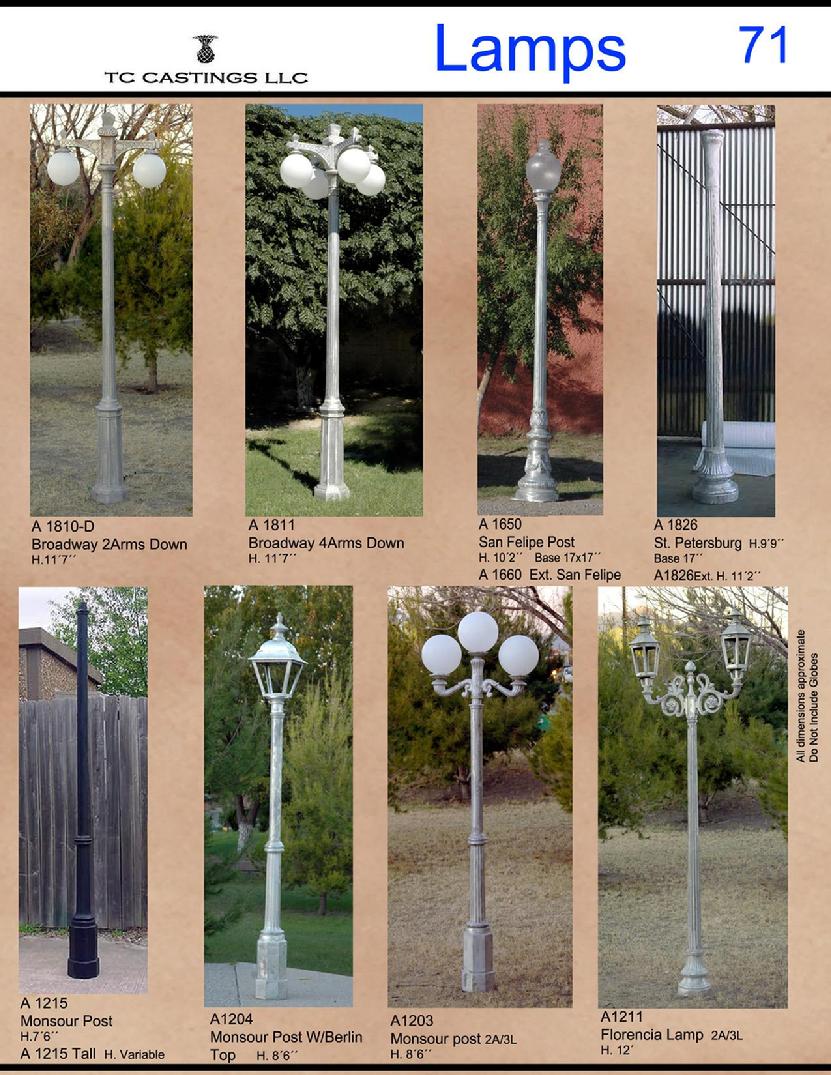 TC CASTINGS LLC
Lamps
71
A 1810-D
Broadway 2Arms Down
H.11´7´´
A 1811
Broadway 4Arms Down
H. 11´7´´
A 1650
San Felipe Post
H. 10´2´´ Base 17x17´´
A 1660 Ext. San Felipe
A 1826
St. Petersburg H.9´9´´
Base 17´´
A1826Ext. H. 11´2´´
A 1215
Monsour Post
H.7´6´´
A 1215 Tall H. Variable
A1204
Monsour Post W/Berlin
Top H. 8´6´´
A1203
Monsour post 2A/3L
H. 8´6´´
A1211
Florencia Lamp 2A/3L
H. 12´
All dimensions approximate
Do Not Include Globes